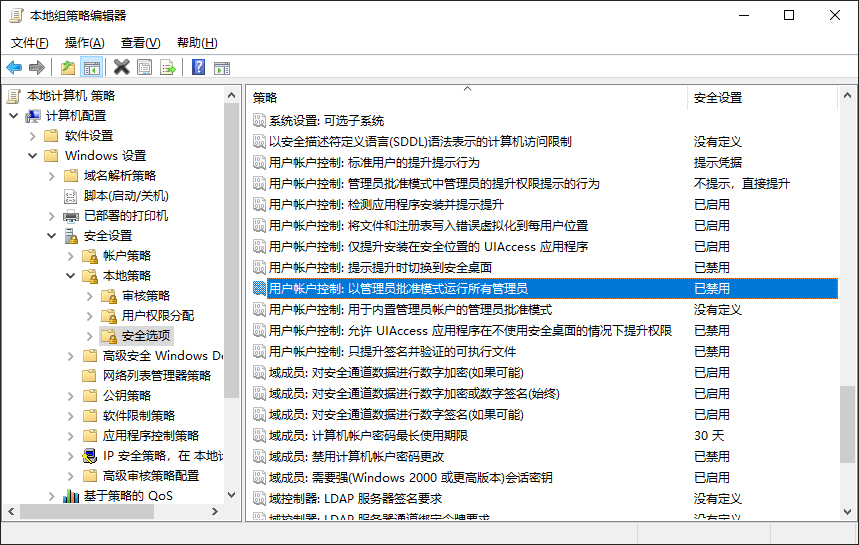 本地组策略编辑器
文件(F) 操作(A) 查看(V) 帮助(H)
本地计算机 策略
计算机配置
软件设置
Windows 设置
域名解析策略
脚本(启动/关机)
已部署的打印机
安全设置
帐户策略
本地策略
审核策略
用户权限分配
安全选项
高级安全 Windows De
网络列表管理器策略
公钥策略
软件限制策略
应用程序控制策略
IP 安全策略，在 本地计
高级审核策略配置
基于策略的 QoS
策略 安全设置
系统设置: 可选子系统
以安全描述符定义语言(SDDL)语法表示的计算机访问限制 没有定义
用户帐户控制: 标准用户的提升提示行为 提示凭据
用户帐户控制: 管理员批准模式中管理员的提升权限提示的行为 不提示，直接提升
用户帐户控制: 检测应用程序安装并提示提升 已启用
用户帐户控制: 将文件和注册表写入错误虚拟化到每用户位置 已启用
用户帐户控制: 仅提升安装在安全位置的 UIAccess 应用程序 已启用
用户帐户控制: 提示提升时切换到安全桌面 已禁用
用户帐户控制: 以管理员批准模式运行所有管理员 已禁用
用户帐户控制: 用于内置管理员帐户的管理员批准模式 没有定义
用户帐户控制: 允许 UIAccess 应用程序在不使用安全桌面的情况下提升权限 已禁用
用户帐户控制: 只提升签名并验证的可执行文件 已禁用
域成员: 对安全通道数据进行数字加密(如果可能) 已启用
域成员: 对安全通道数据进行数字加密或数字签名(始终) 已启用
域成员: 对安全通道数据进行数字签名(如果可能) 已启用
域成员: 计算机帐户密码最长使用期限 30 天
域成员: 禁用计算机帐户密码更改 已禁用
域成员: 需要强(Windows 2000 或更高版本)会话密钥 已启用
域控制器: LDAP 服务器签名要求 没有定义
域控制器: LDAP 服务器通道绑定令牌要求 没有定义